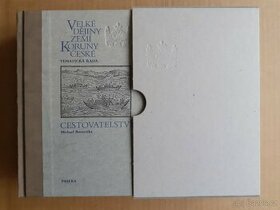 VELKÉ
DĚJINY
ZEMÍ
KORUNY
ČESKÉ
TEMATICKÁ ŘADA
CESTOVATELSTVÍ
Michael Borovička
PASEKA